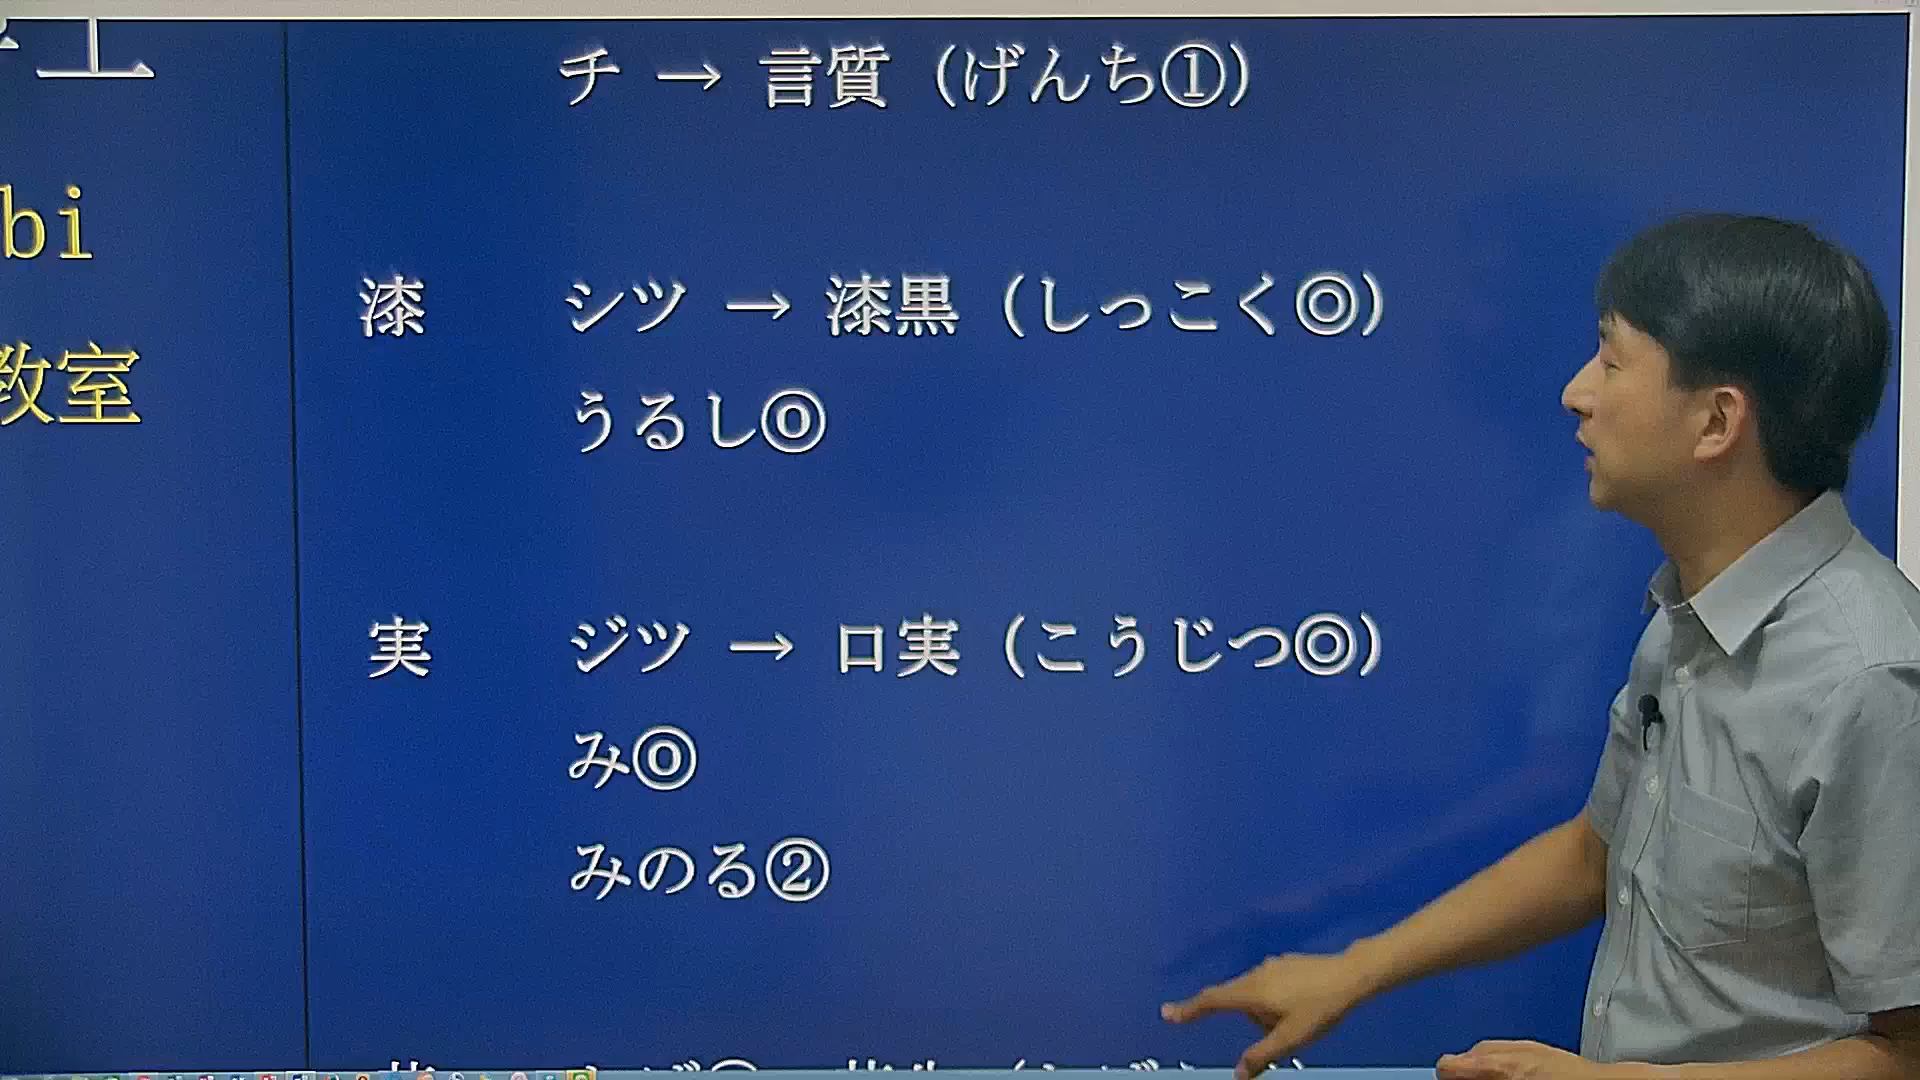 bi
教室
チ → 言質（げんち①）
漆 シツ → 漆黒（しっこく◎）
うるし⓪
実 ジツ → 口実（こうじつ◎）
み⓪
みのる②